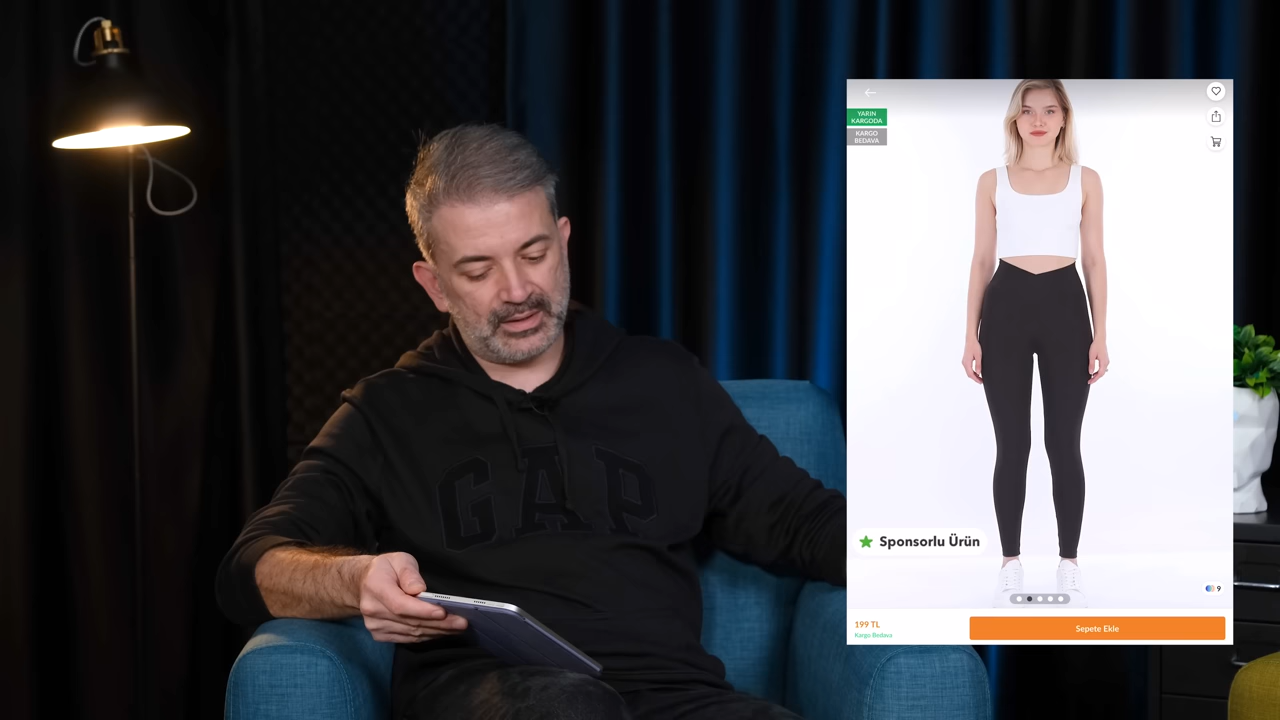 GAP
YARIN
KARGODA
KARGO
BEDAVA
Sponsorlu Ürün
9
199 TL
Kargo Bedava
Sepete Ekle